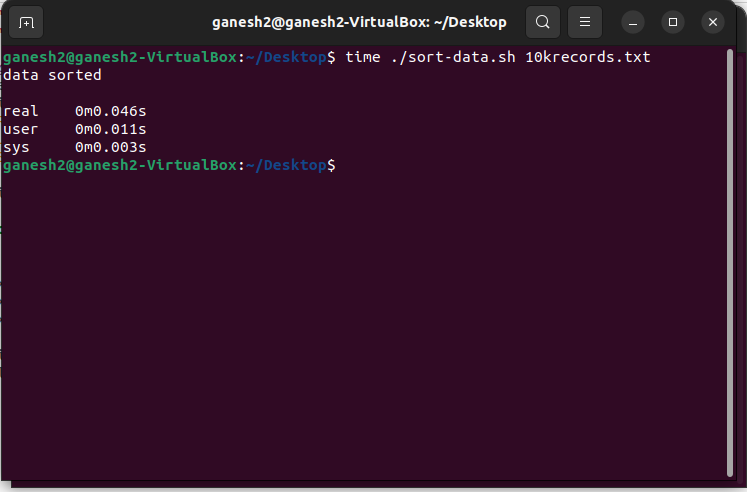 ganesh2@ganesh2-VirtualBox: ~/Desktop
ganesh2@ganesh2-VirtualBox:~/Desktop$ time ./sort-data.sh 10krecords.txt
data sorted
real    0m0.046s
user    0m0.011s
sys     0m0.003s
ganesh2@ganesh2-VirtualBox:~/Desktop$